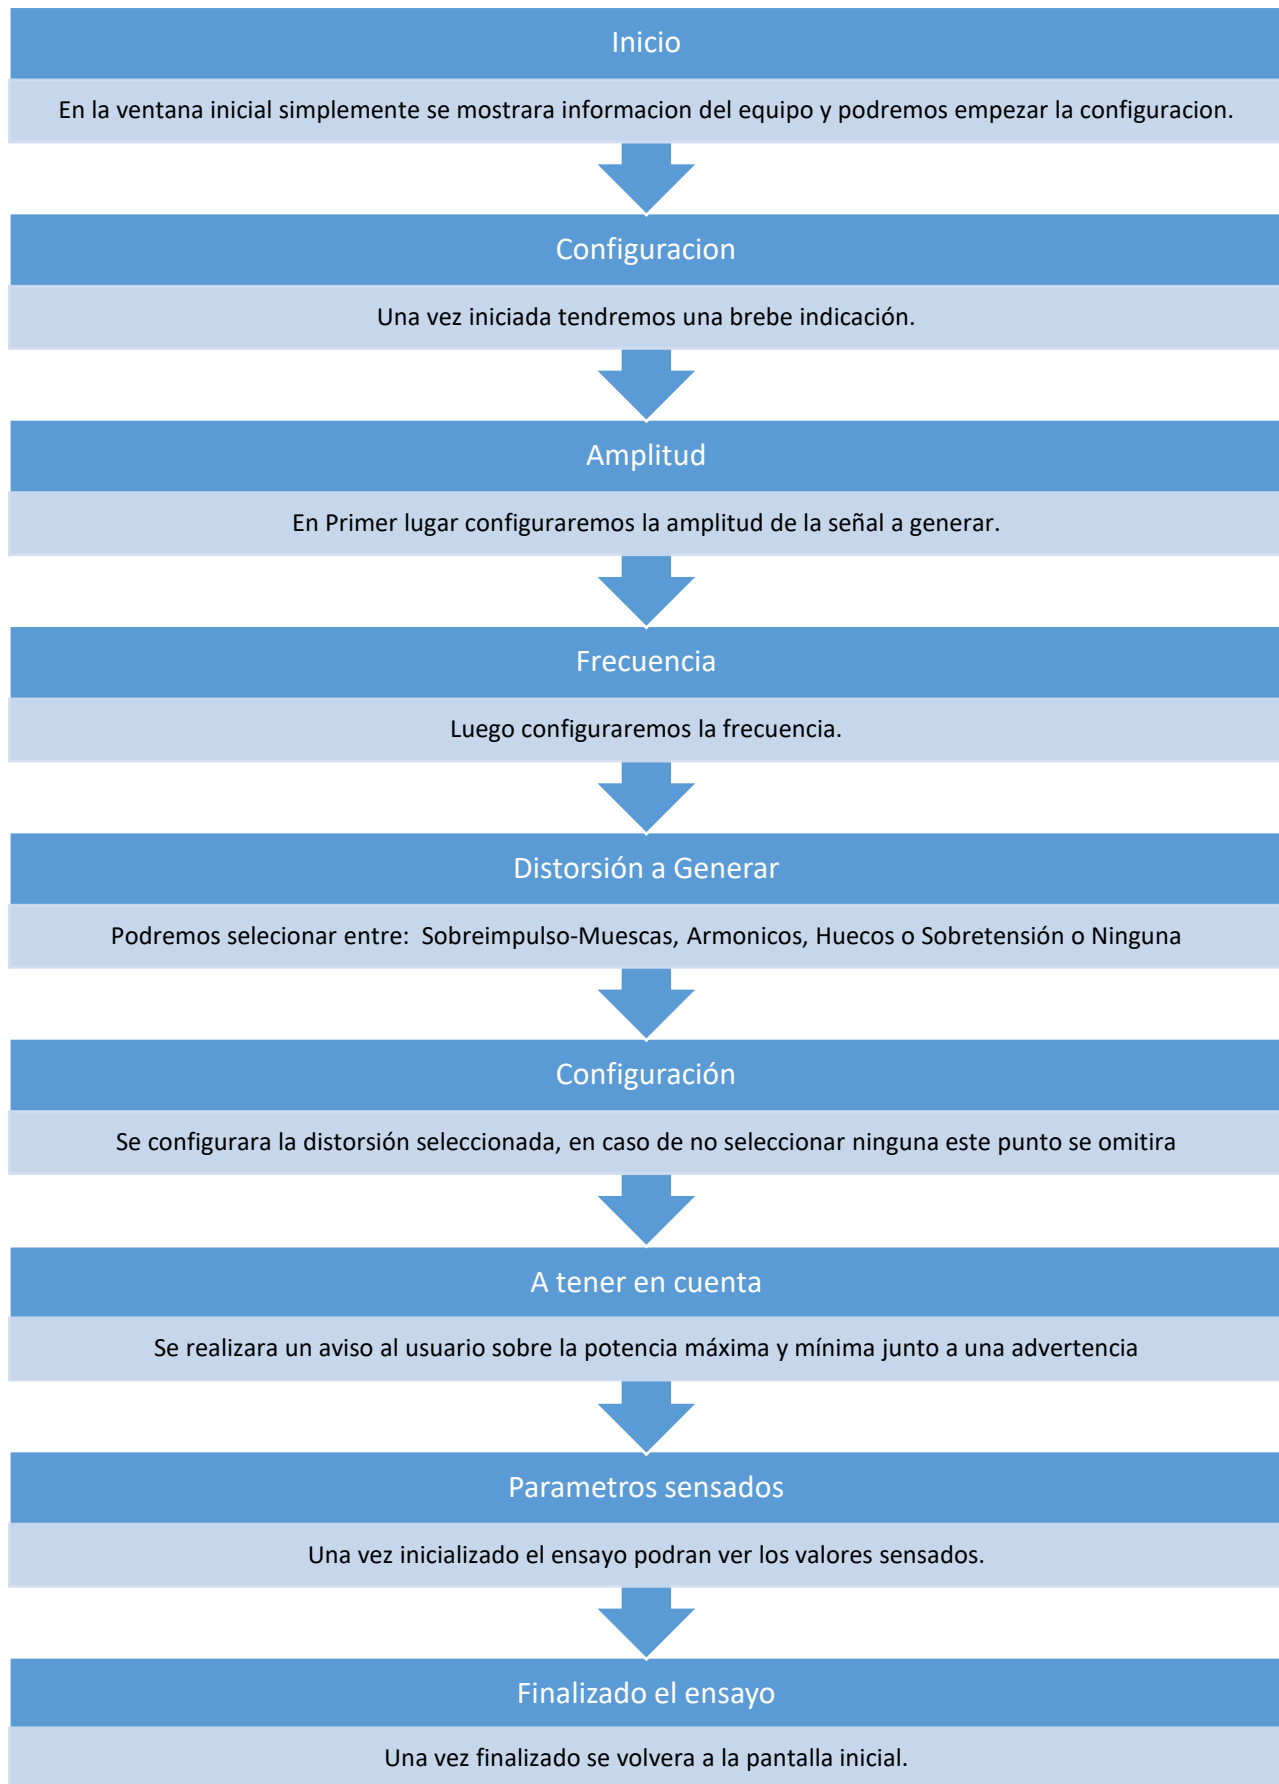 Inicio
En la ventana inicial simplemente se mostrara informacion del equipo y podremos empezar la configuracion.
Configuracion
Una vez iniciada tendremos una brebe indicación.
Amplitud
En Primer lugar configuraremos la amplitud de la señal a generar.
Frecuencia
Luego configuraremos la frecuencia.
Distorsión a Generar
Podremos selecionar entre: Sobreimpulso-Muescas, Armonicos, Huecos o Sobretensión o Ninguna
Configuración
Se configurara la distorsión seleccionada, en caso de no seleccionar ninguna este punto se omitira
A tener en cuenta
Se realizara un aviso al usuario sobre la potencia máxima y mínima junto a una advertencia
Parametros sensados
Una vez inicializado el ensayo podran ver los valores sensados.
Finalizado el ensayo
Una vez finalizado se volvera a la pantalla inicial.